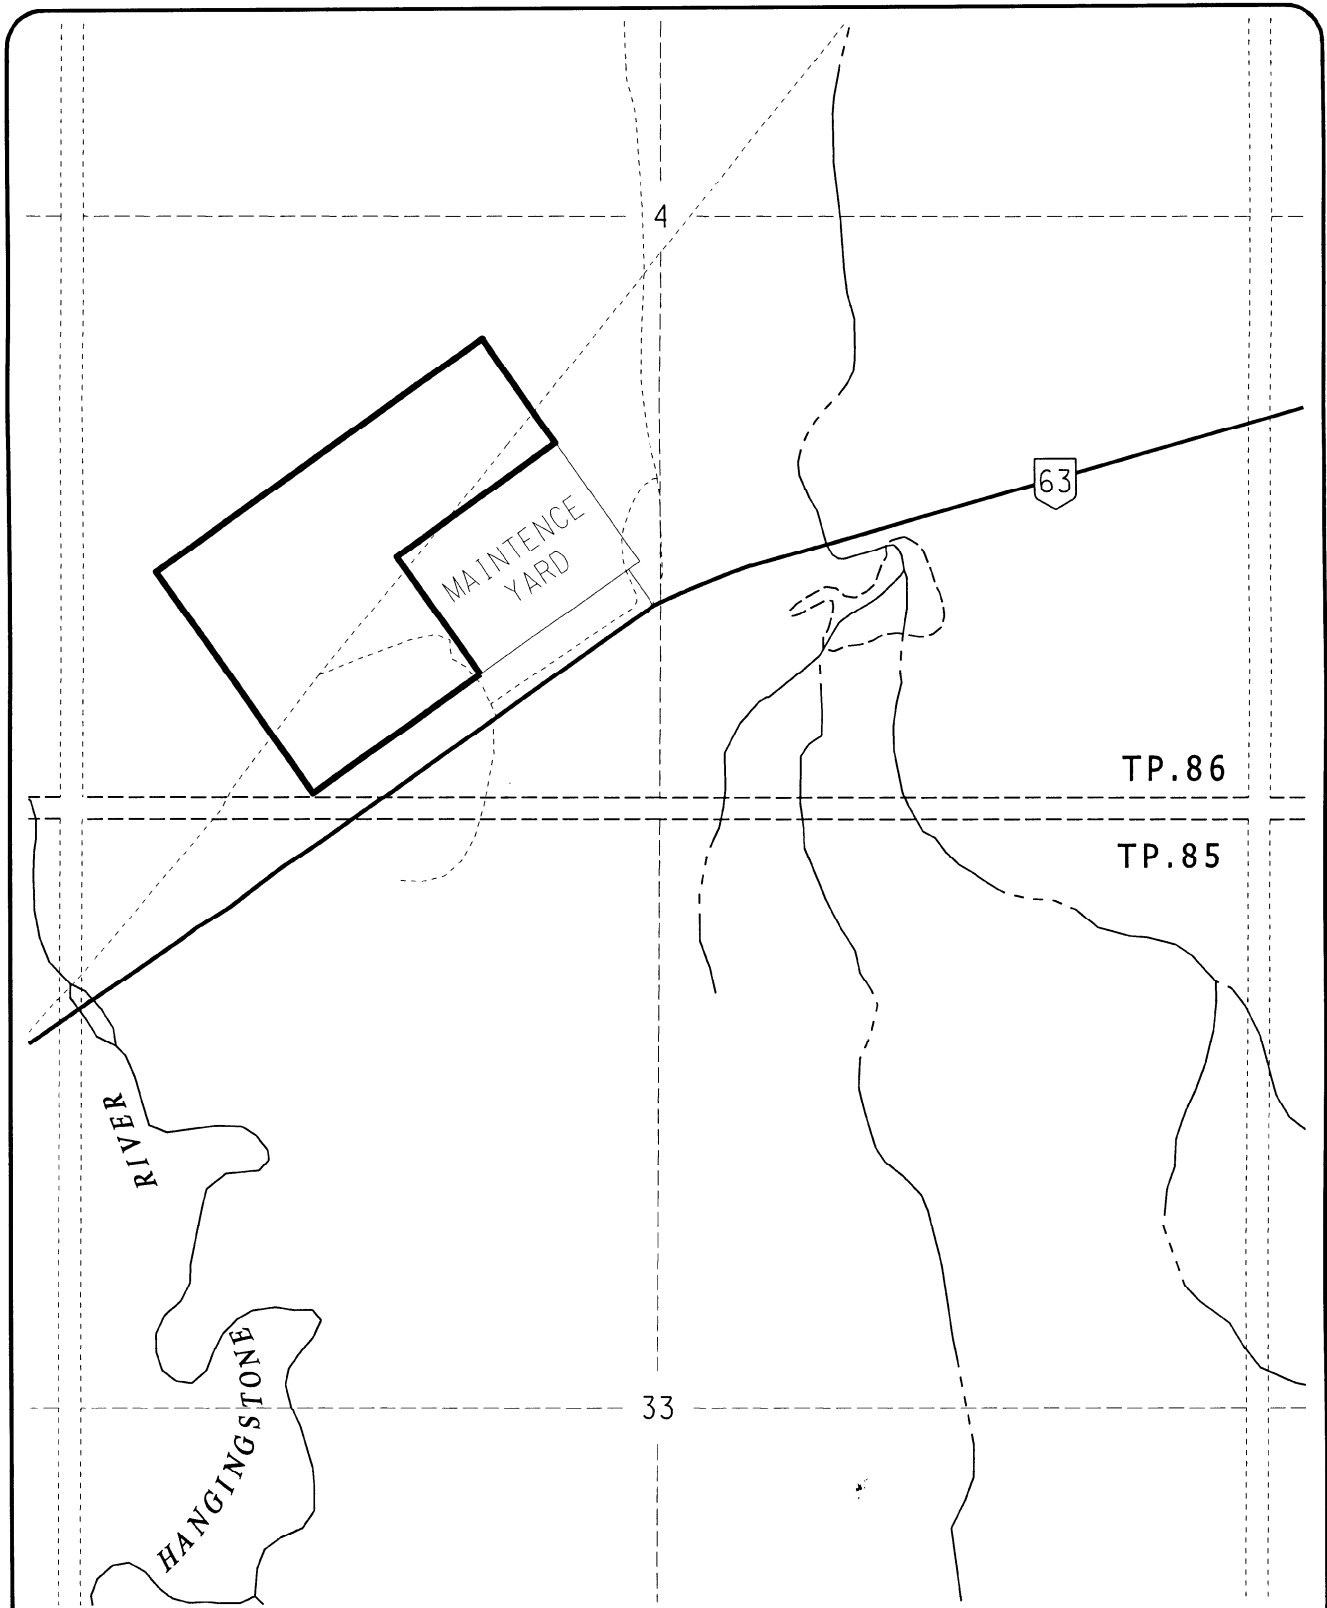 4
63
MAINTENCE
YARD
TP.86
TP.85
RIVER
33
HANGINGSTONE